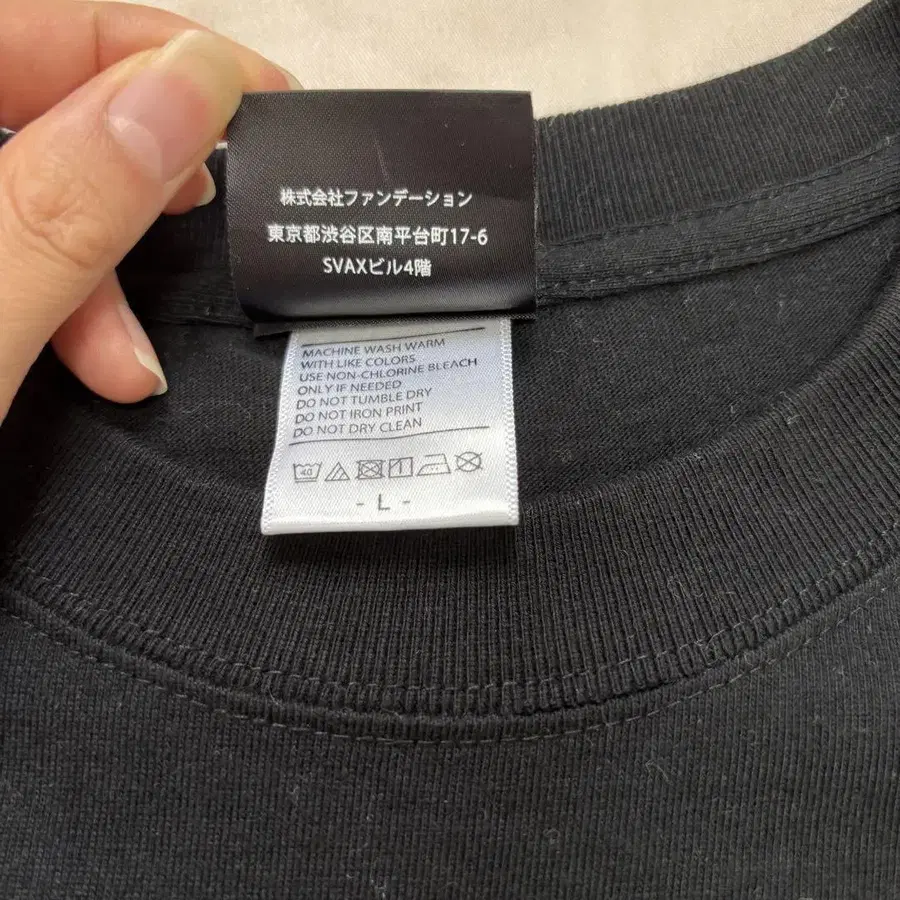 株式会社ファンデーション
東京都渋谷区南平台町17-6
SVAXビル4階
MACHINE WASH WARM
WITH LIKE COLORS
USE NON-CHLORINE BLEACH
ONLY IF NEEDED
DO NOT TUMBLE DRY
DO NOT IRON PRINT
DO NOT DRY CLEAN
40
- L -